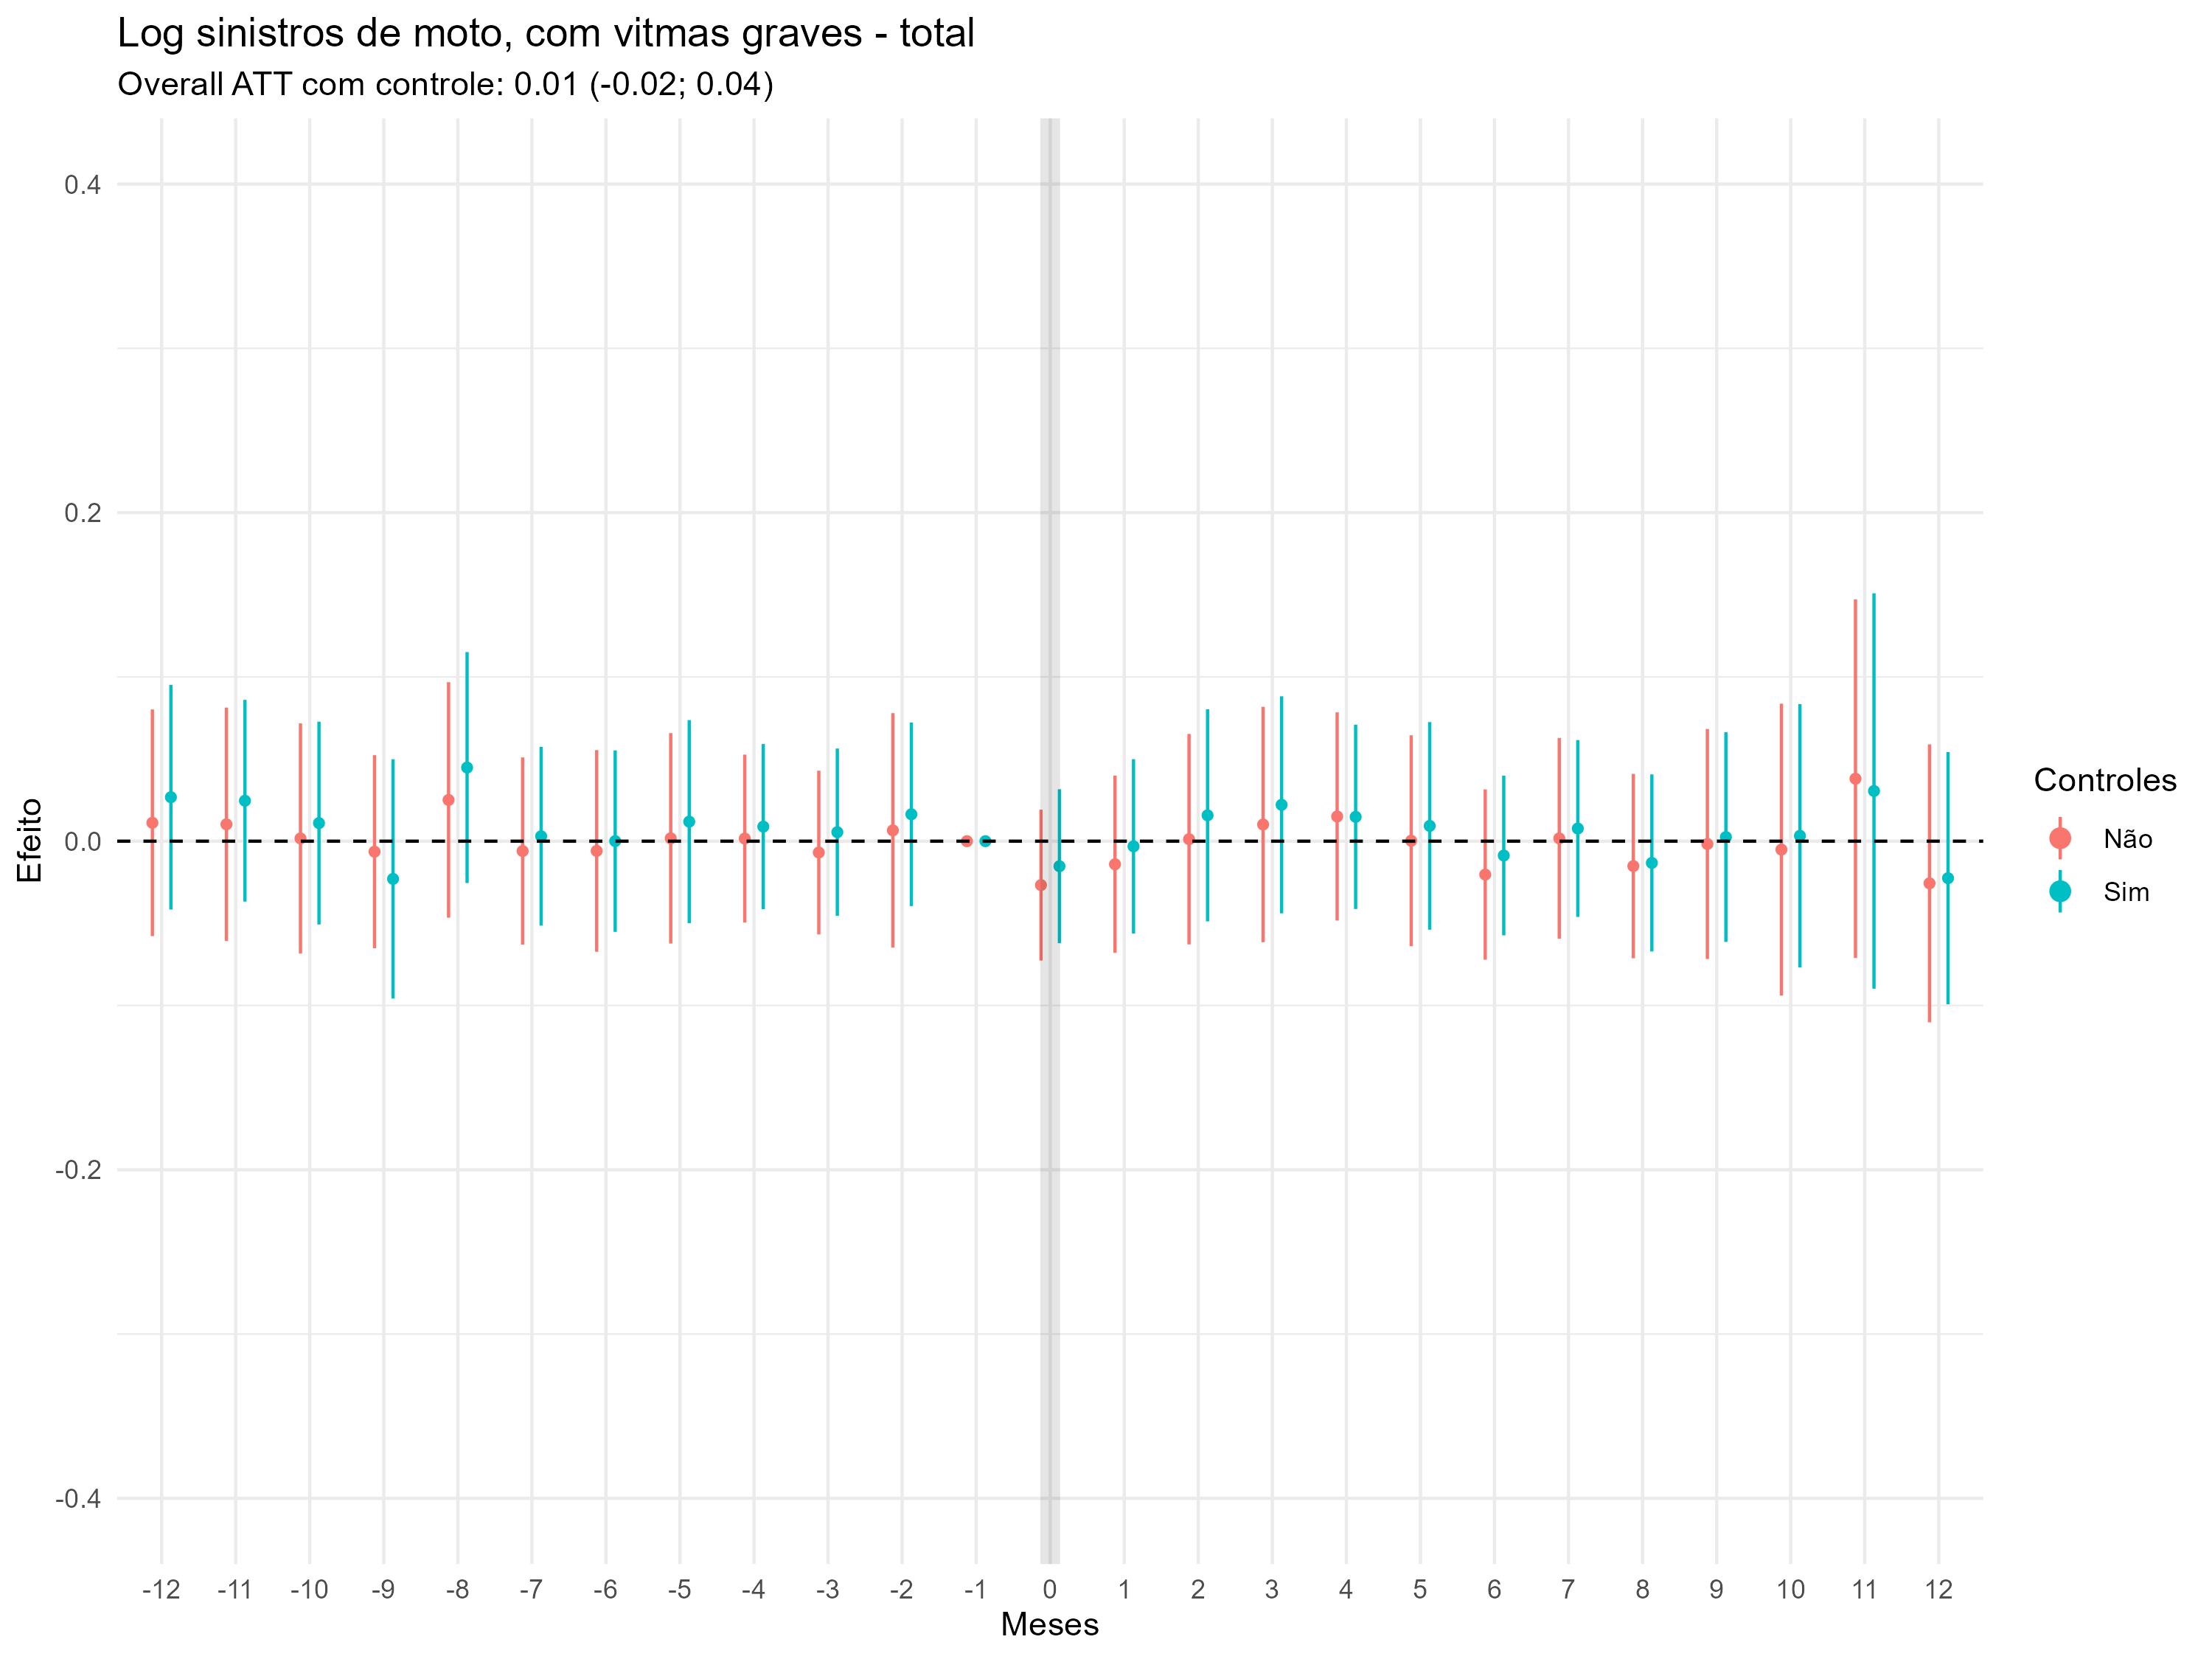 Log sinistros de moto, com vitmas graves - total
Overall ATT com controle: 0.01 (-0.02; 0.04)
0.4
0.2
0.0
-0.2
-0.4
Efeito
-12 -11 -10 -9 -8 -7 -6 -5 -4 -3 -2 -1 0 1 2 3 4 5 6 7 8 9 10 11 12
Meses
Controles
Não
Sim